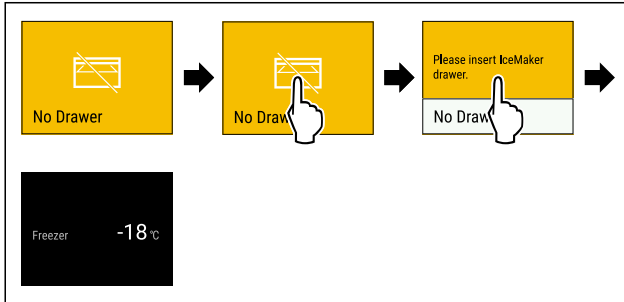 No Drawer
No Draw
Please insert IceMaker
drawer.
No Draw
Freezer -18 °C